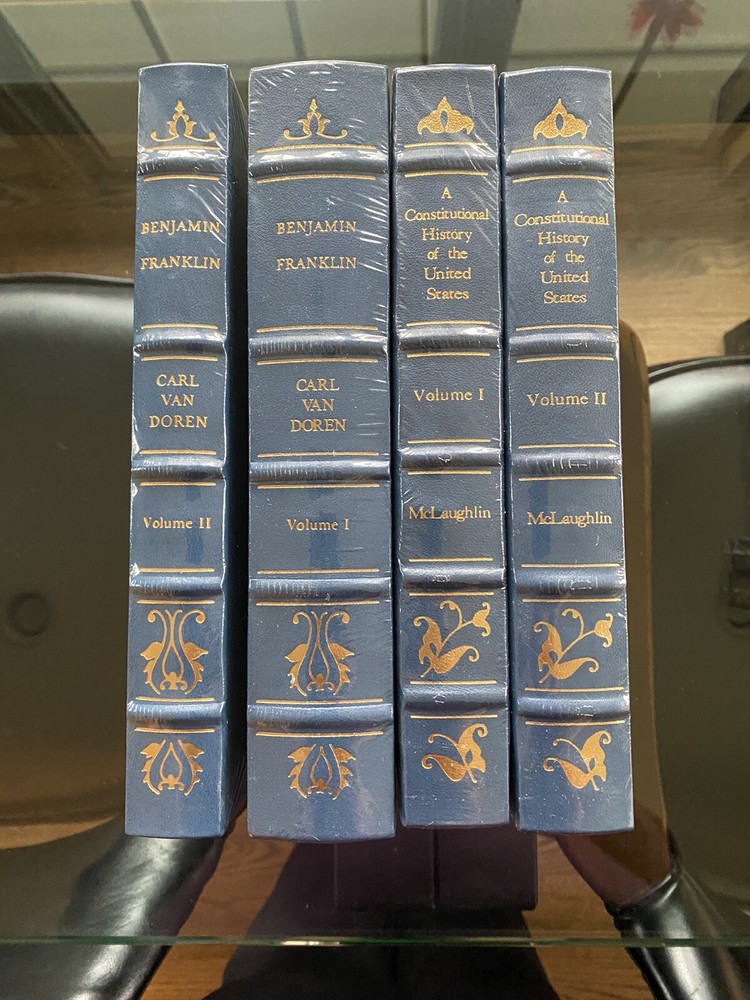 BENJAMIN
FRANKLIN
CARL
VAN
DOREN
Volume II
BENJAMIN
FRANKLIN
CARL
VAN
DOREN
Volume I
A
Constitutional
History
of the
United
States
Volume I
McLaughlin
A
Constitutional
History
of the
United
States
Volume II
McLaughlin